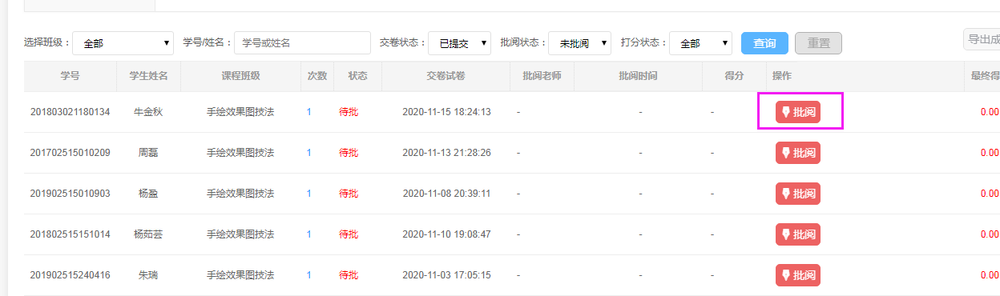 选择班级： 全部 学号/姓名： 学号或姓名 交卷状态： 已提交 批阅状态： 未批阅 打分状态： 全部 查询 重置 导出成
学号 学生姓名 课程班级 次数 状态 交卷试卷 批阅老师 批阅时间 得分 操作 最终得
201803021180134 牛金秋 手绘效果图技法 1 待批 2020-11-15 18:24:13 - - - 批阅 0.00
201702515010209 周磊 手绘效果图技法 1 待批 2020-11-13 21:28:26 - - - 批阅 0.00
201902515010903 杨盈 手绘效果图技法 1 待批 2020-11-08 20:39:11 - - - 批阅 0.00
201802515151014 杨茹芸 手绘效果图技法 1 待批 2020-11-10 19:08:47 - - - 批阅 0.00
201902515240416 朱瑞 手绘效果图技法 1 待批 2020-11-03 17:05:15 - - - 批阅 0.00